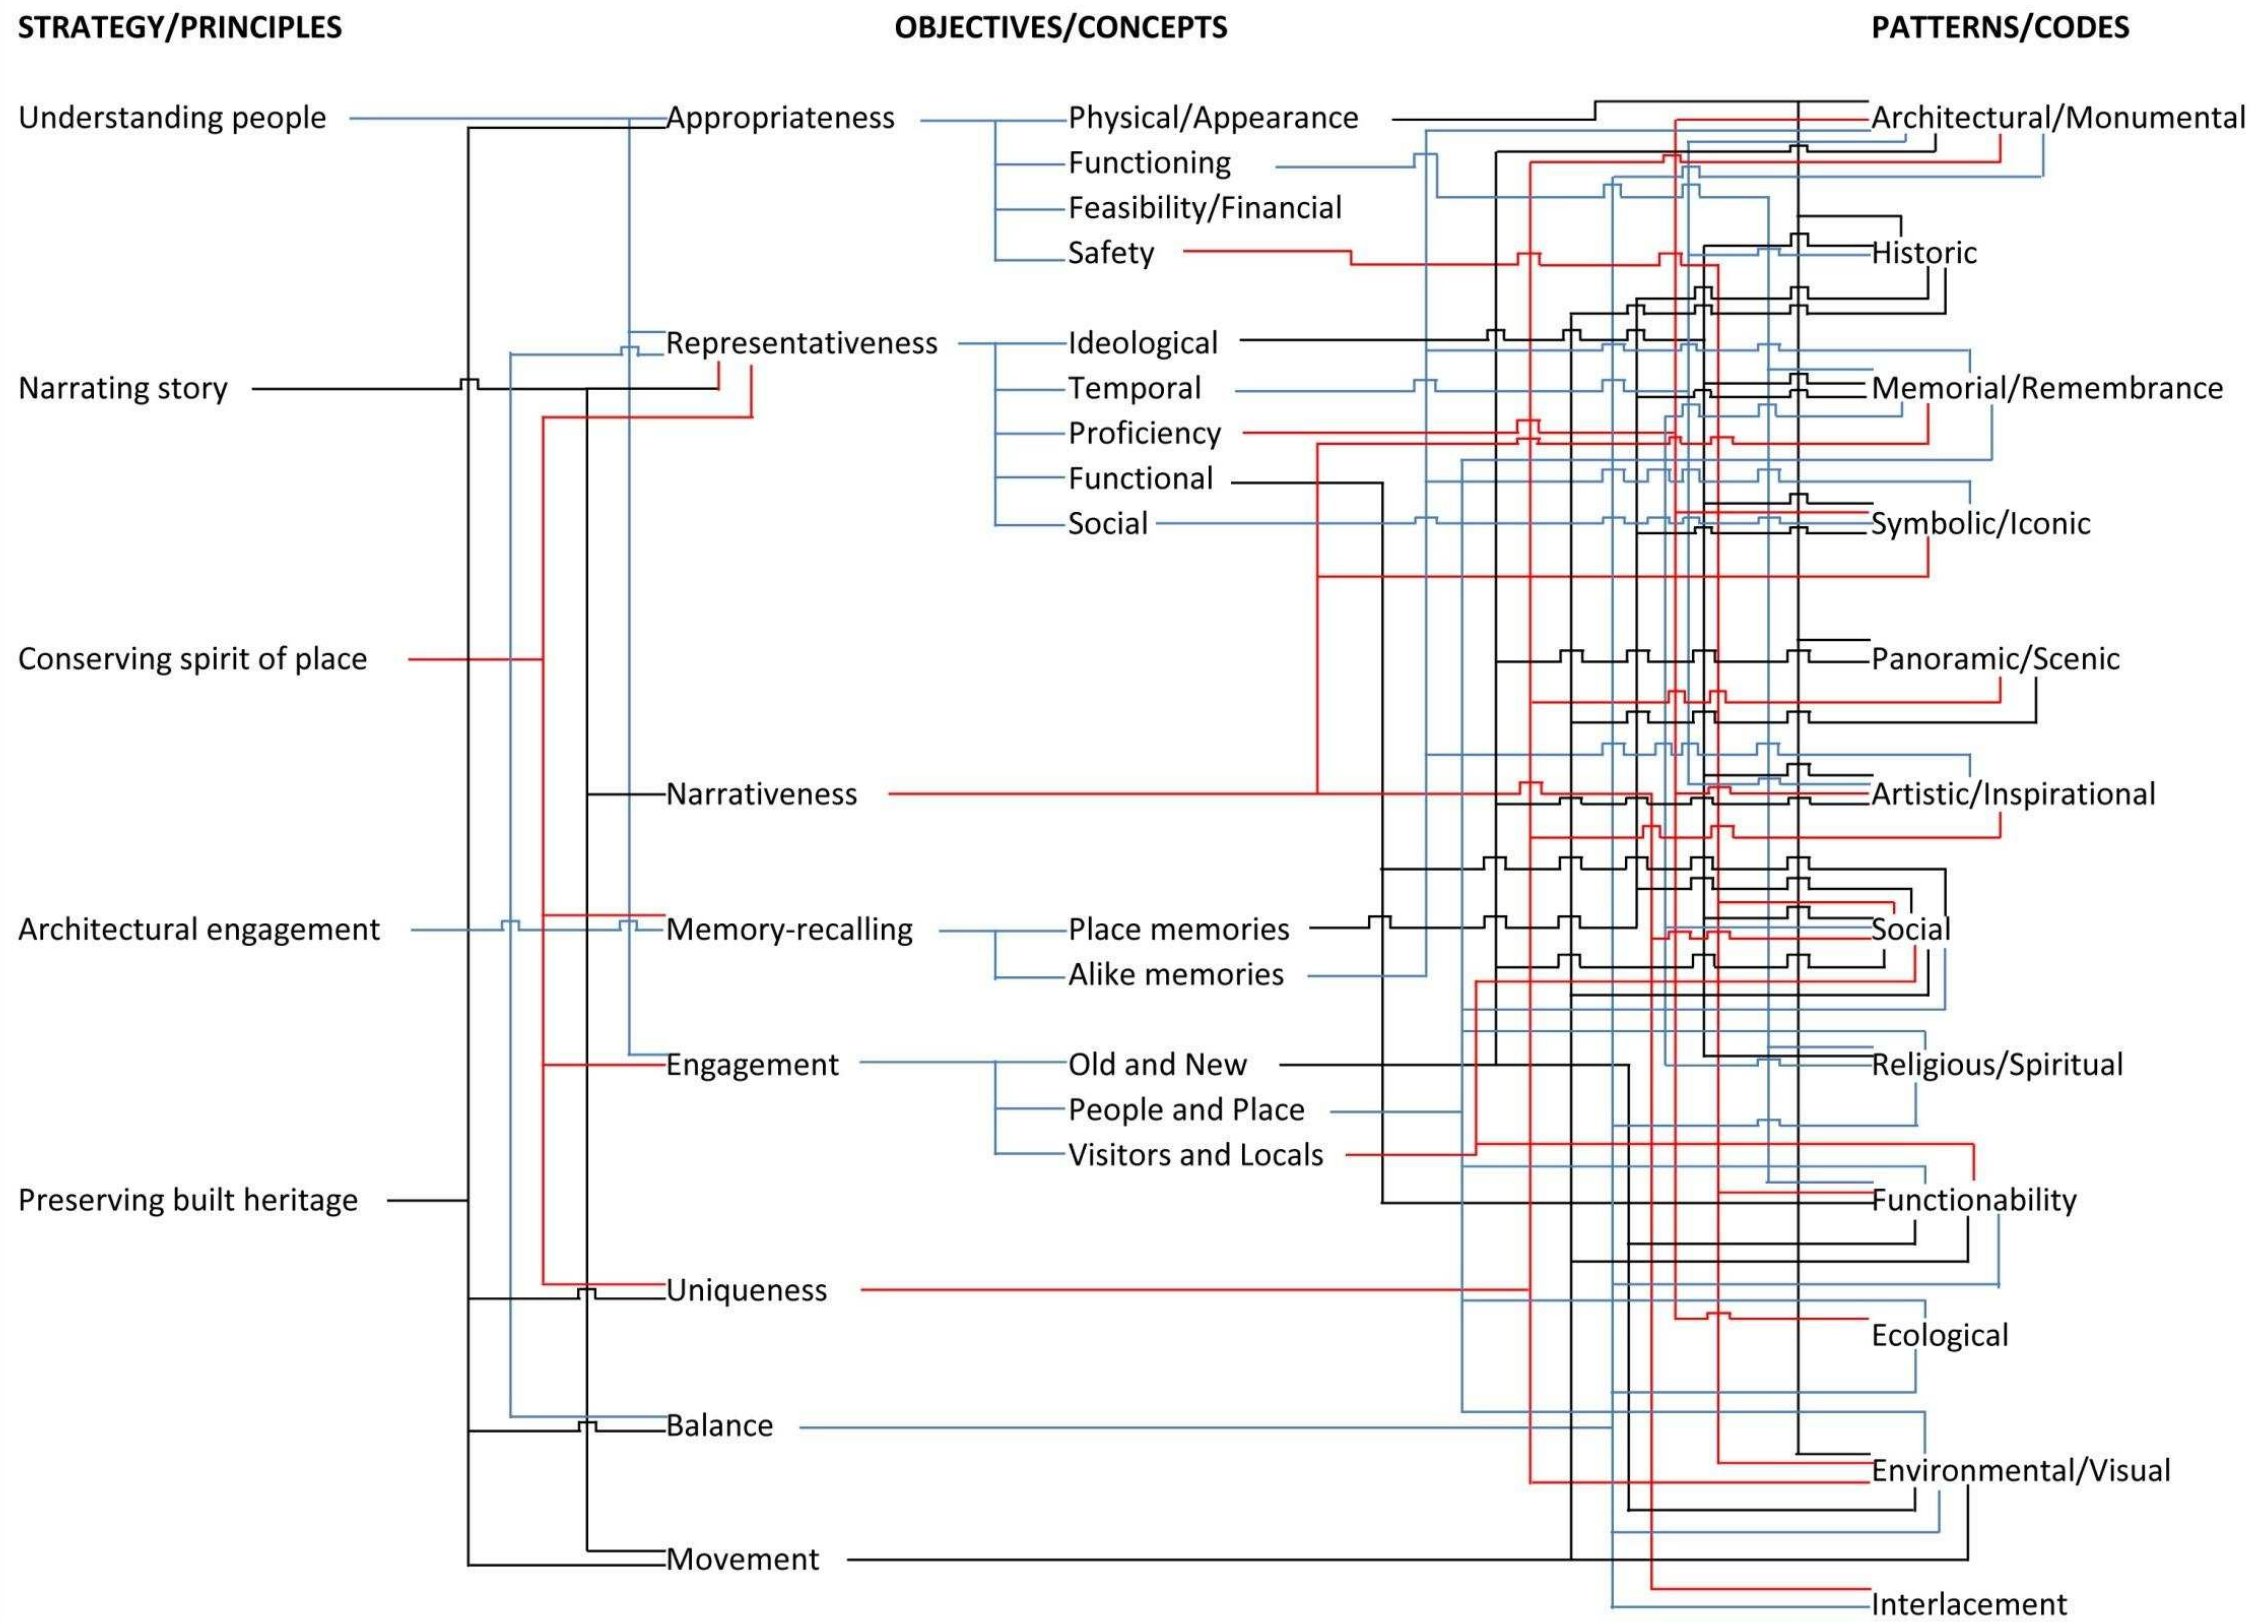 STRATEGY/PRINCIPLES
OBJECTIVES/CONCEPTS
PATTERNS/CODES
Understanding people
Narrating story
Conserving spirit of place
Architectural engagement
Preserving built heritage
Appropriateness
Representativeness
Narrativeness
Memory-recalling
Engagement
Uniqueness
Balance
Movement
Physical/Appearance
Functioning
Feasibility/Financial
Safety
Ideological
Temporal
Proficiency
Functional
Social
Place memories
Alike memories
Old and New
People and Place
Visitors and Locals
Architectural/Monumental
Historic
Memorial/Remembrance
Symbolic/Iconic
Panoramic/Scenic
Artistic/Inspirational
Social
Religious/Spiritual
Functionability
Ecological
Environmental/Visual
Interlacement